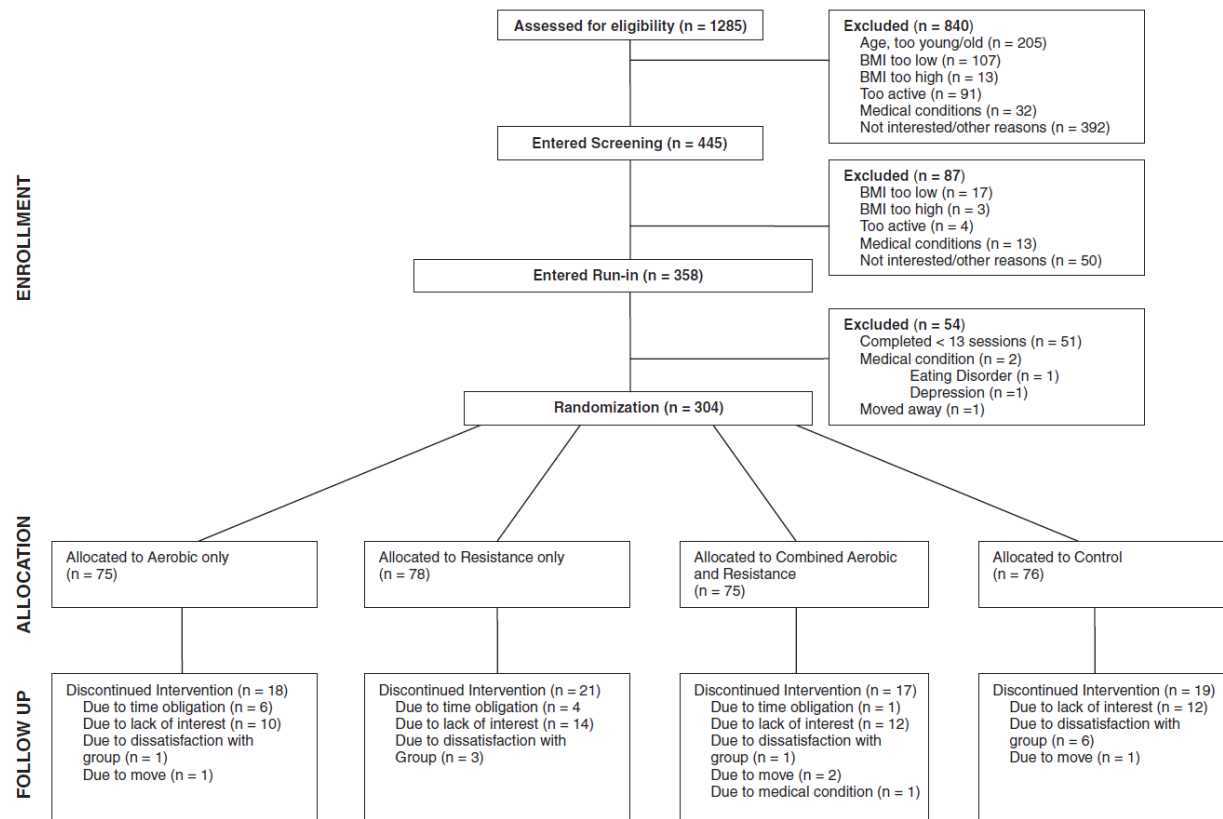 Assessed for eligibility (n = 1285)
Excluded (n = 840)
Age, too young/old (n = 205)
BMI too low (n = 107)
BMI too high (n = 13)
Too active (n = 91)
Medical conditions (n = 32)
Not interested/other reasons (n = 392)
Entered Screening (n = 445)
Excluded (n = 87)
BMI too low (n = 17)
BMI too high (n = 3)
Too active (n = 4)
Medical conditions (n = 13)
Not interested/other reasons (n = 50)
ENROLLMENT
Entered Run-in (n = 358)
Excluded (n = 54)
Completed < 13 sessions (n = 51)
Medical condition (n = 2)
Eating Disorder (n = 1)
Depression (n =1)
Moved away (n =1)
Randomization (n = 304)
ALLOCATION
Allocated to Aerobic only
(n = 75)
Allocated to Resistance only
(n = 78)
Allocated to Combined Aerobic
and Resistance
(n = 75)
Allocated to Control
(n = 76)
FOLLOW UP
Discontinued Intervention (n = 18)
Due to time obligation (n = 6)
Due to lack of interest (n = 10)
Due to dissatisfaction with
group (n = 1)
Due to move (n = 1)
Discontinued Intervention (n = 21)
Due to time obligation (n = 4
Due to lack of interest (n = 14)
Due to dissatisfaction with
Group (n = 3)
Discontinued Intervention (n = 17)
Due to time obligation (n = 1)
Due to lack of interest (n = 12)
Due to dissatisfaction with
group (n = 1)
Due to move (n = 2)
Due to medical condition (n = 1)
Discontinued Intervention (n = 19)
Due to lack of interest (n = 12)
Due to dissatisfaction with
group (n = 6)
Due to move (n = 1)